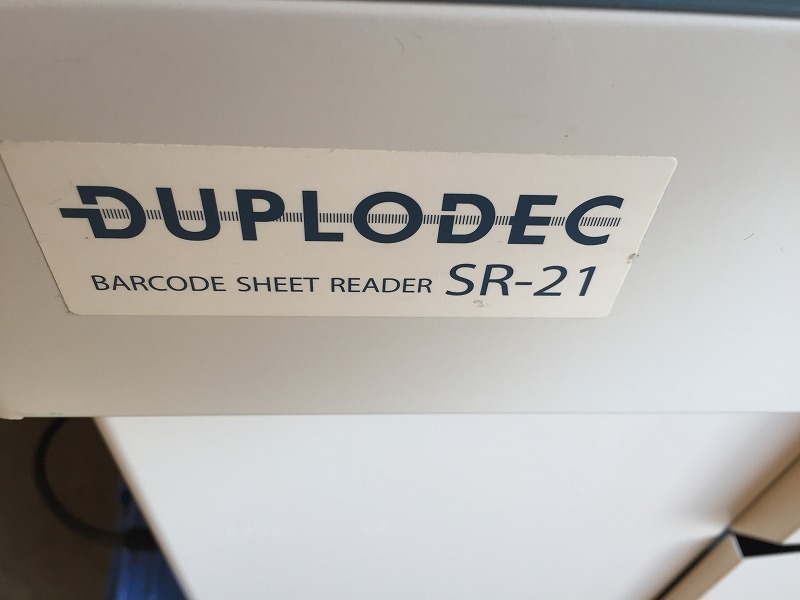 DUPLODEC
BARCODE SHEET READER SR-21